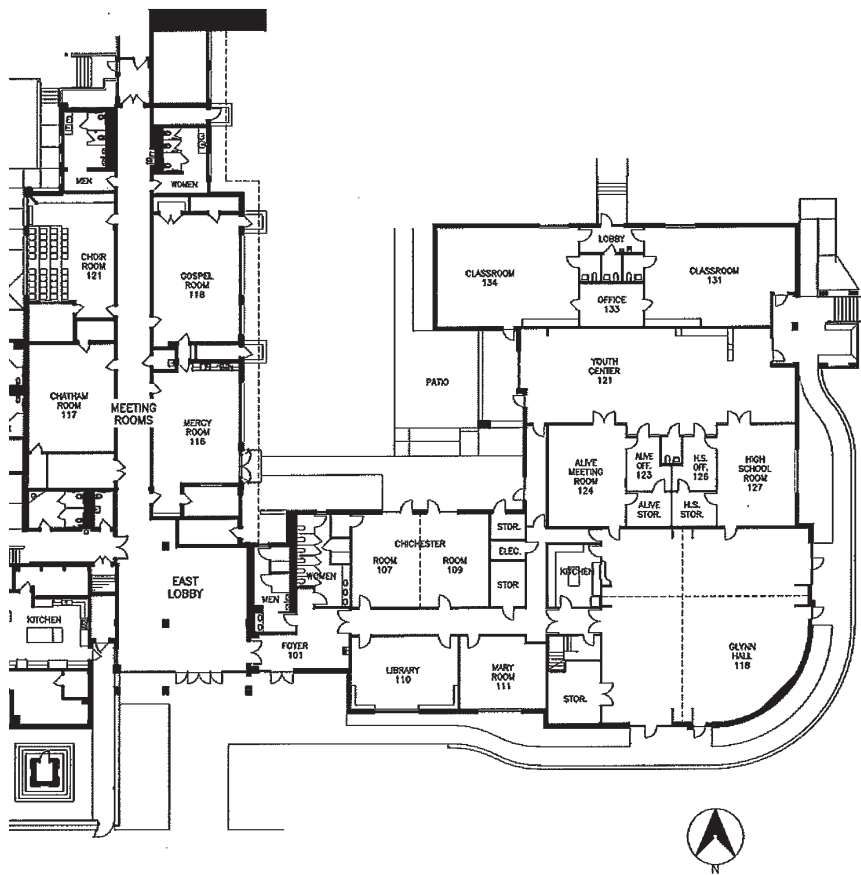 MEN
WOMEN
CHOIR
ROOM
121
GOSPEL
ROOM
118
LOBBY
CLASSROOM
134
CLASSROOM
131
OFFICE
133
YOUTH
CENTER
121
PATIO
CHATHAM
ROOM
117
MEETING
ROOMS
MERCY
ROOM
116
ALIVE
MEETING
ROOM
124
ALIVE
OFF.
123
H.S.
OFF.
126
HIGH
SCHOOL
ROOM
127
ALIVE
STOR.
H.S.
STOR.
STOR.
ELEC.
STOR
CHICHESTER
ROOM
107
ROOM
109
WOMEN
MEN
EAST
LOBBY
KITCHEN
KITCHEN
FOYER
101
LIBRARY
110
MARY
ROOM
111
STOR.
GLYNN
HALL
118
N